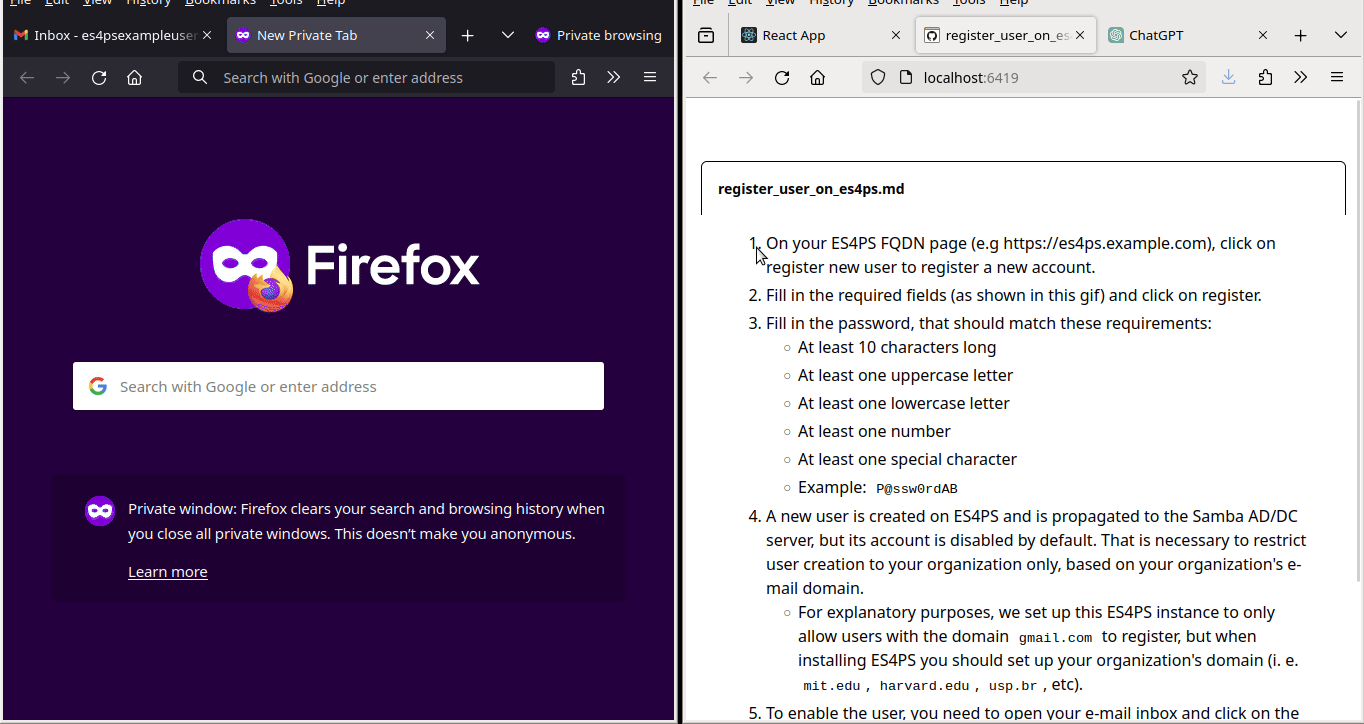 File Edit View History Bookmarks Tools Help
Inbox - es4psexampleuser
New Private Tab
Private browsing
Search with Google or enter address
Firefox
Search with Google or enter address
Private window: Firefox clears your search and browsing history when
you close all private windows. This doesn't make you anonymous.
Learn more
File Edit View History Bookmarks Tools Help
React App
register_user_on_es
ChatGPT
localhost:6419
register_user_on_es4ps.md
1. On your ES4PS FQDN page (e.g https://es4ps.example.com), click on
register new user to register a new account.
2. Fill in the required fields (as shown in this gif) and click on register.
3. Fill in the password, that should match these requirements:
○ At least 10 characters long
○ At least one uppercase letter
○ At least one lowercase letter
○ At least one number
○ At least one special character
○ Example: P@ssw0rdAB
4. A new user is created on ES4PS and is propagated to the Samba AD/DC
server, but its account is disabled by default. That is necessary to restrict
user creation to your organization only, based on your organization's e-
mail domain.
○ For explanatory purposes, we set up this ES4PS instance to only
allow users with the domain gmail.com to register, but when
installing ES4PS you should set up your organization's domain (i. e.
mit.edu , harvard.edu , usp.br , etc).
5. To enable the user, you need to open your e-mail inbox and click on the